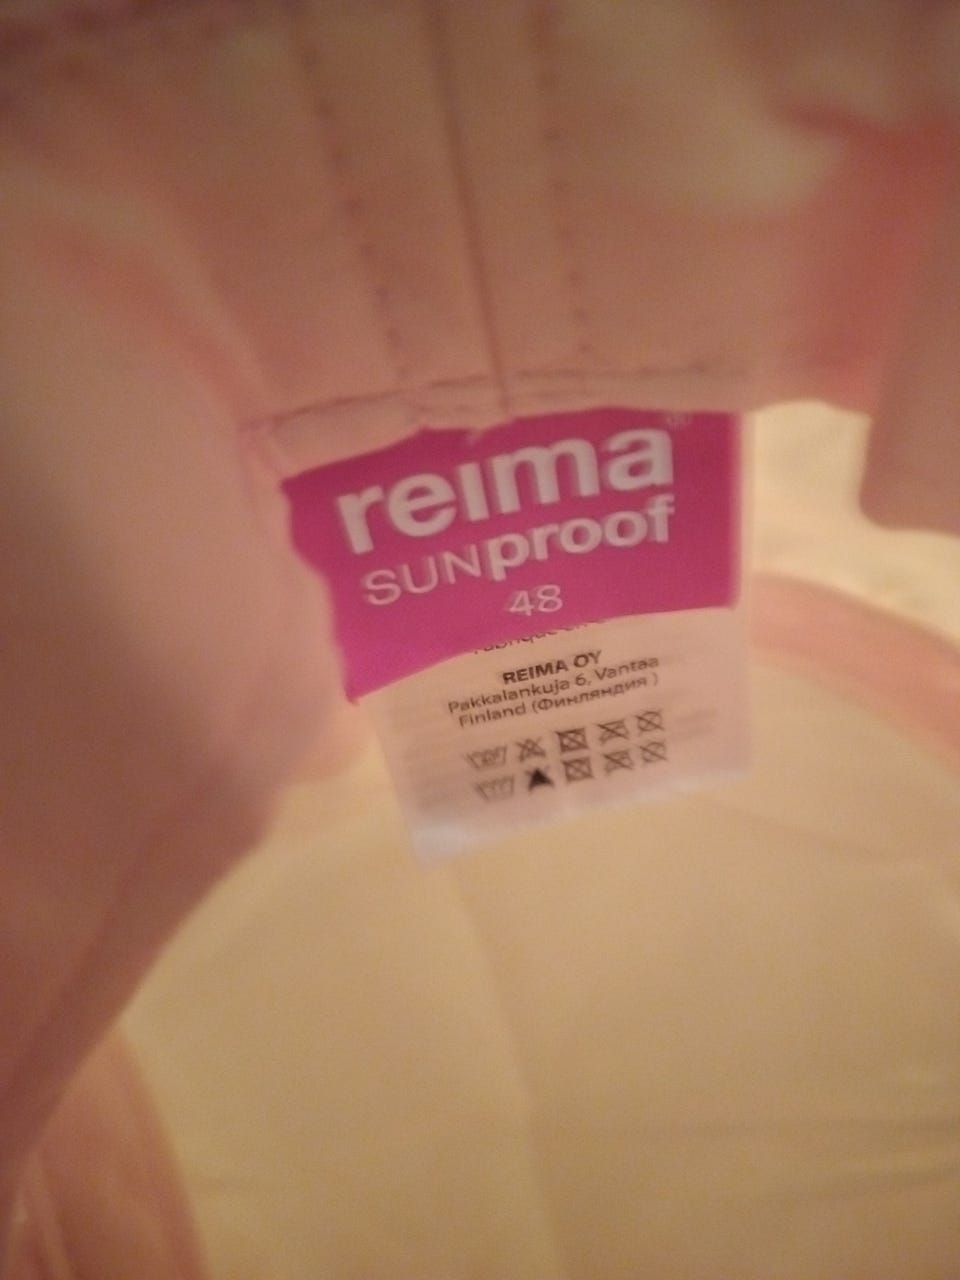 reima
SUNproof
48
REIMA OY
Pakkalankuja 6, Vantaa
Finland (Финляндия )